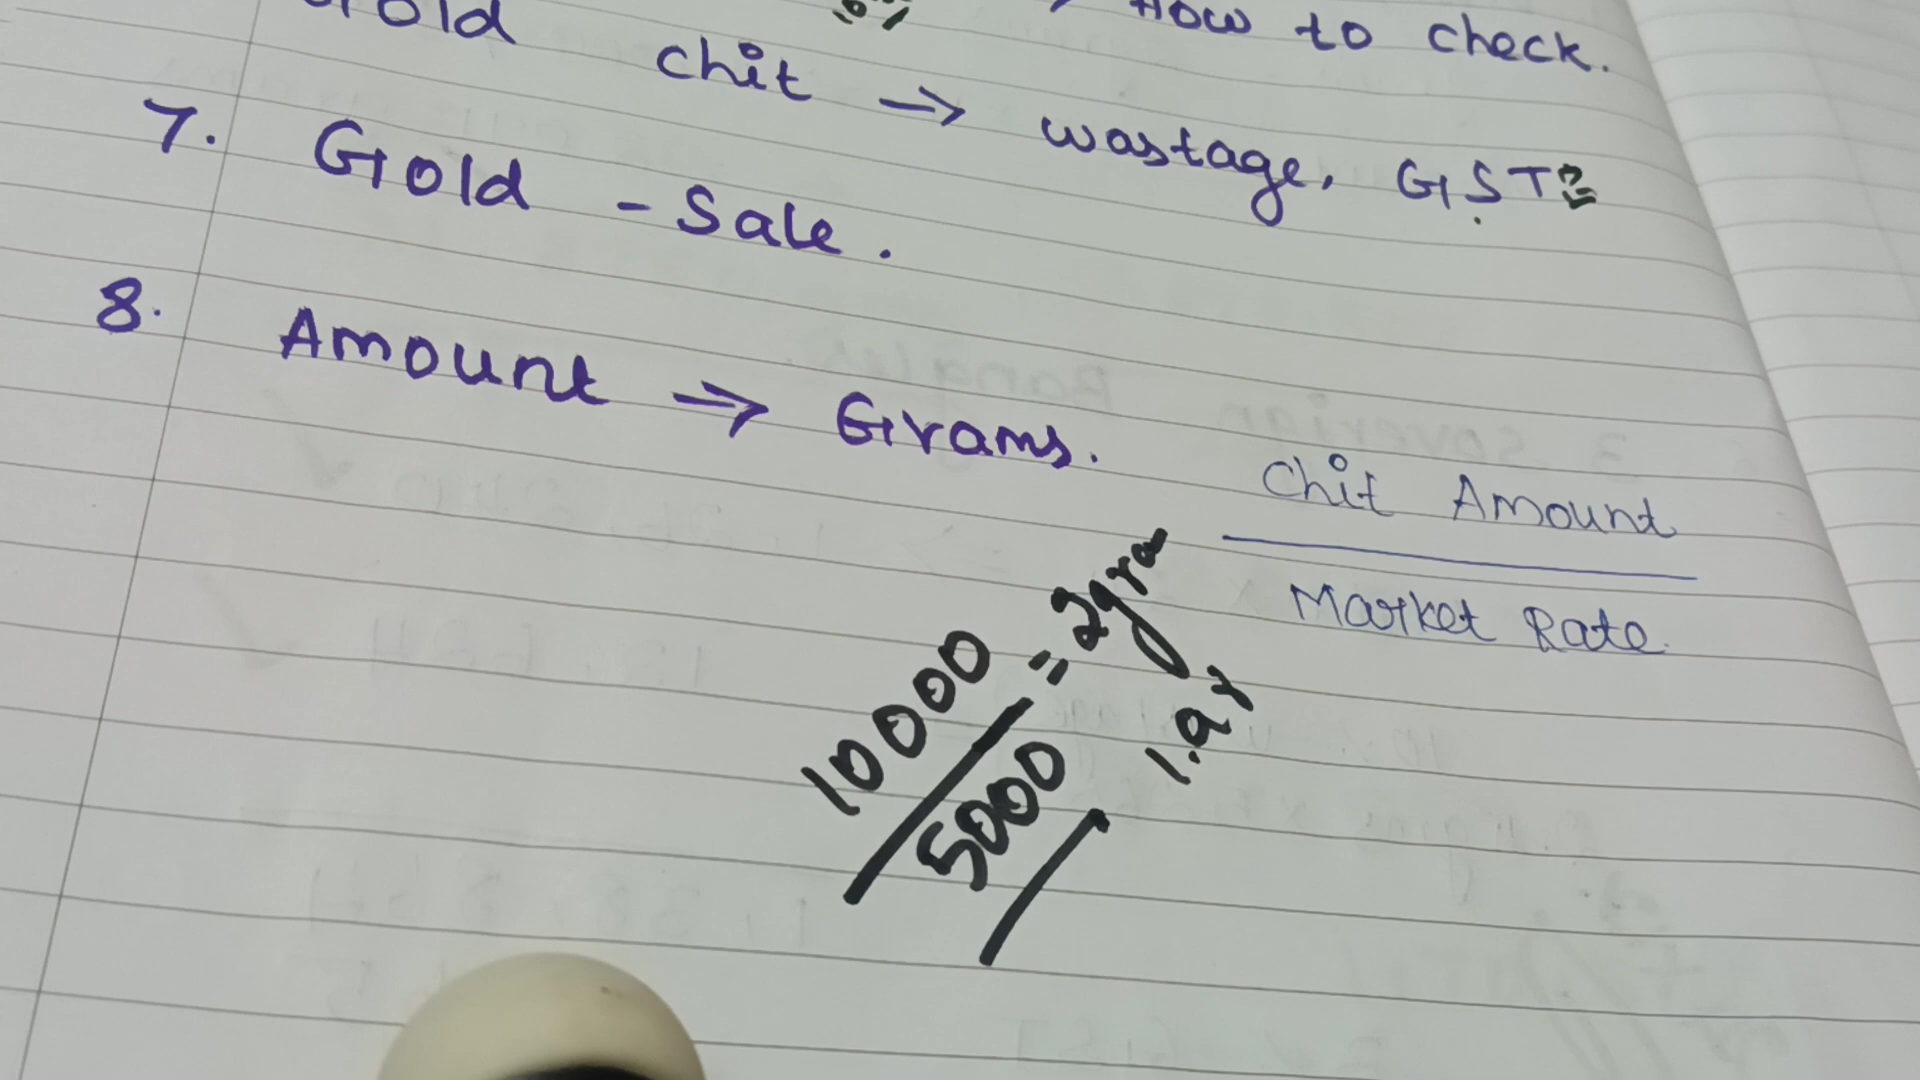 How to check.
Gold chit → wastage, GST
7. Gold - Sale.
8. Amount → Grams.
Chit Amount
Market Rate.
10000
5000
= 2gra
1.9